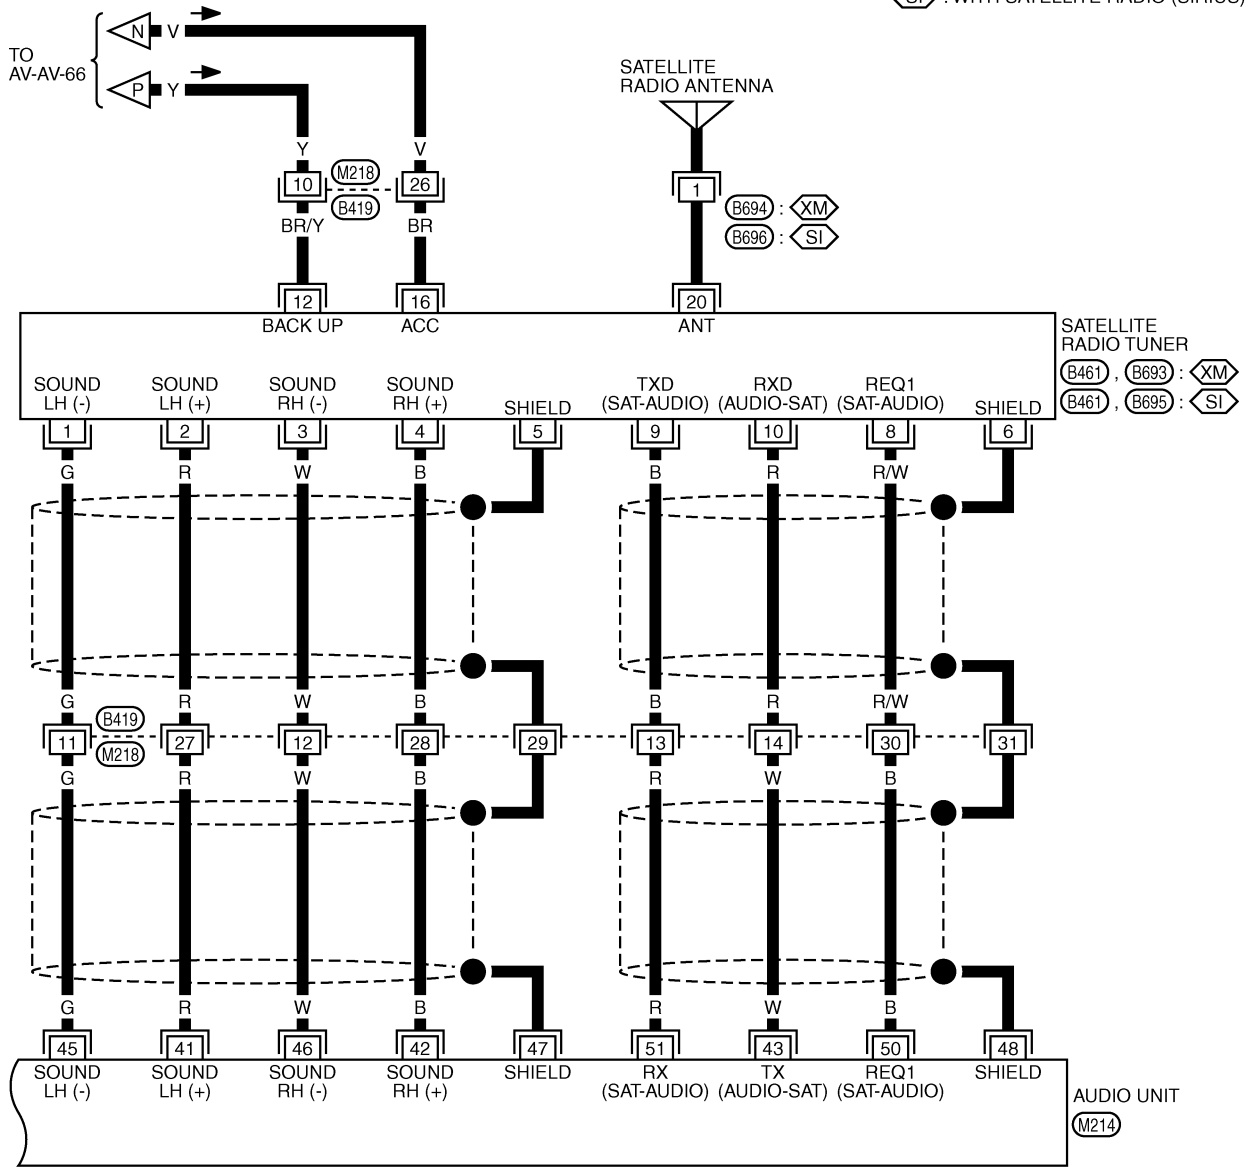 SI : WITH SATELLITE RADIO (SIRIUS)
TO
AV-AV-66
N V
P Y
SATELLITE
RADIO ANTENNA
Y V
10 M218 26
B419
1
BR/Y BR
B694 : XM
B696 : SI
12 16 20
BACK UP ACC ANT
SATELLITE
RADIO TUNER
B461 , B693 : XM
B461 , B695 : SI
SOUND SOUND SOUND SOUND TXD RXD REQ1
LH (-) LH (+) RH (-) RH (+) SHIELD (SAT-AUDIO) (AUDIO-SAT) (SAT-AUDIO) SHIELD
1 2 3 4 5 9 10 8 6
G R W B B R R/W
G R W B B R R/W
B419
11 27 12 28 29 13 14 30 31
M218
G R W B R W B
G R W B R W B
45 41 46 42 47 51 43 50 48
SOUND SOUND SOUND SOUND SHIELD RX TX REQ1 SHIELD
LH (-) LH (+) RH (-) RH (+) (SAT-AUDIO) (AUDIO-SAT) (SAT-AUDIO)
AUDIO UNIT
M214